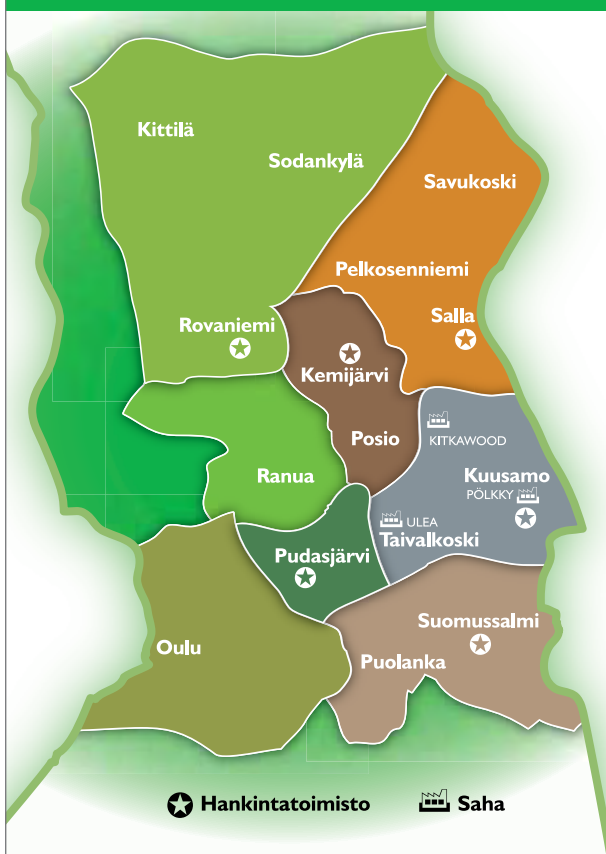 Kittilä
Sodankylä
Savukoski
Pelkosenniemi
Salla
Rovaniemi
Kemijärvi
Posio
KITKAWOOD
Ranua
Kuusamo
PÖLKKY
ULEA
Taivalkoski
Pudasjärvi
Suomussalmi
Oulu
Puolanka
Hankintatoimisto
Saha